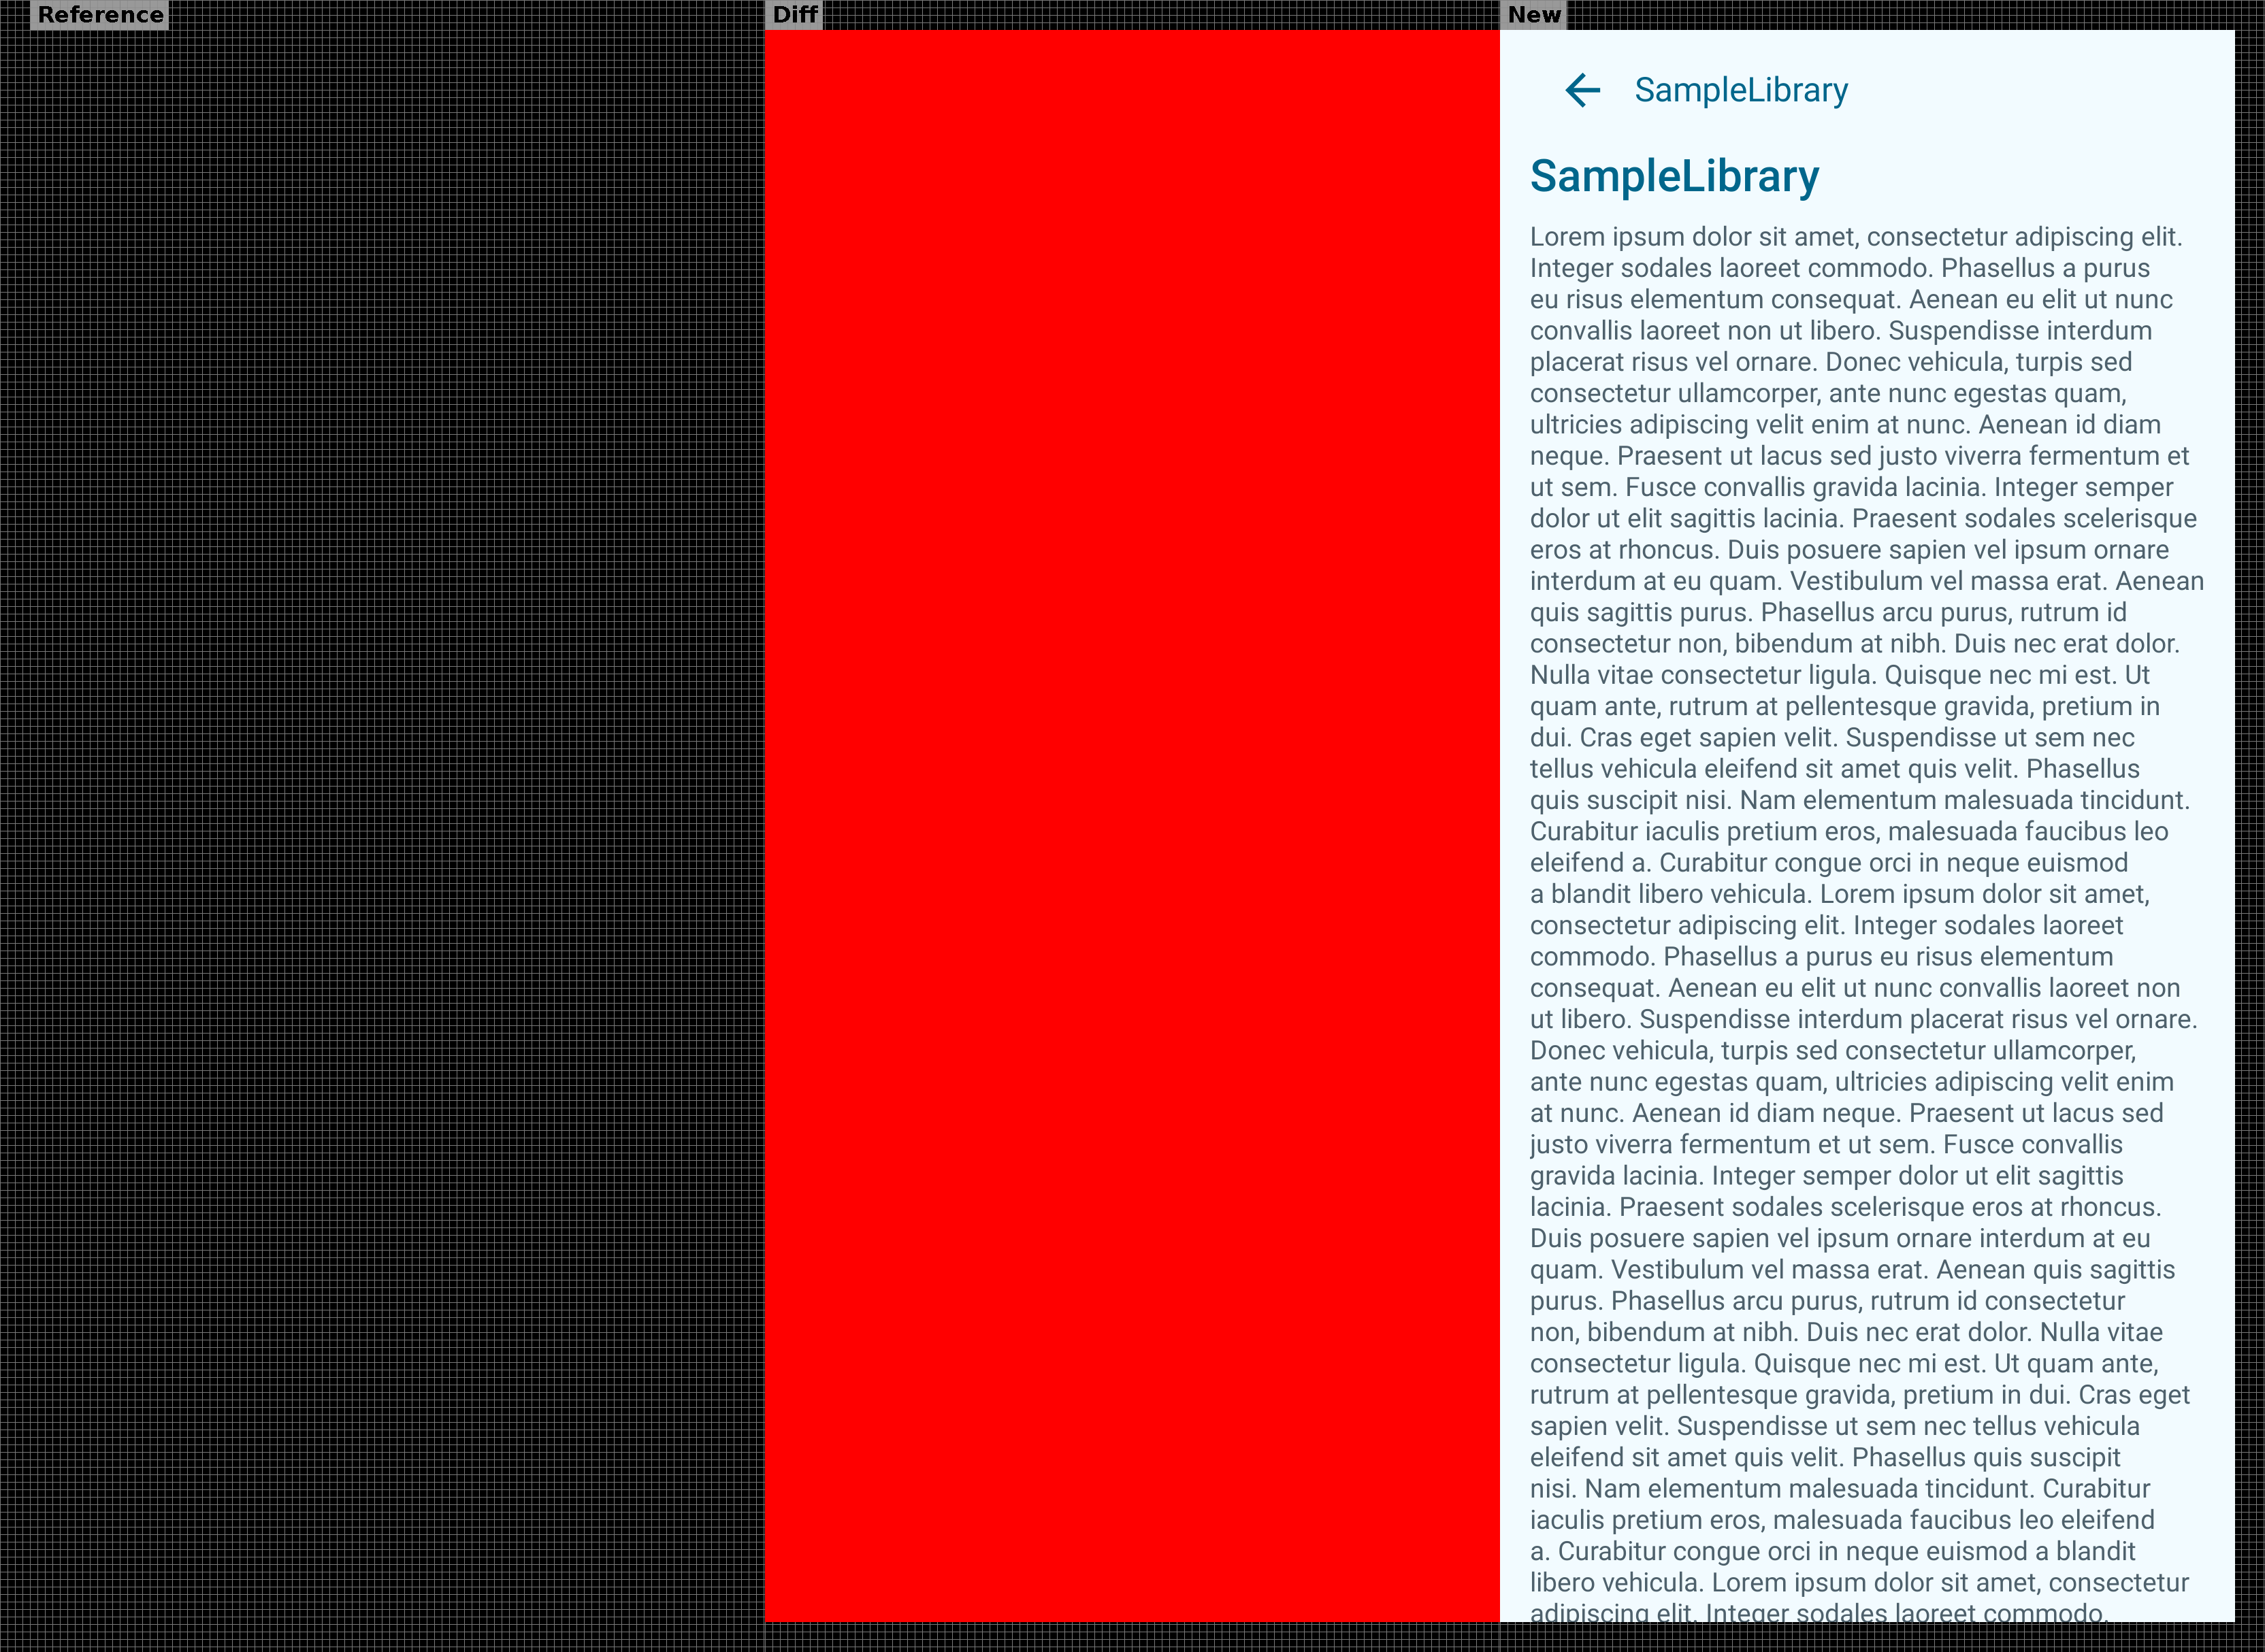 Reference
Diff
New
SampleLibrary
SampleLibrary
Lorem ipsum dolor sit amet, consectetur adipiscing elit.
Integer sodales laoreet commodo. Phasellus a purus
eu risus elementum consequat. Aenean eu elit ut nunc
convallis laoreet non ut libero. Suspendisse interdum
placerat risus vel ornare. Donec vehicula, turpis sed
consectetur ullamcorper, ante nunc egestas quam,
ultricies adipiscing velit enim at nunc. Aenean id diam
neque. Praesent ut lacus sed justo viverra fermentum et
ut sem. Fusce convallis gravida lacinia. Integer semper
dolor ut elit sagittis lacinia. Praesent sodales scelerisque
eros at rhoncus. Duis posuere sapien vel ipsum ornare
interdum at eu quam. Vestibulum vel massa erat. Aenean
quis sagittis purus. Phasellus arcu purus, rutrum id
consectetur non, bibendum at nibh. Duis nec erat dolor.
Nulla vitae consectetur ligula. Quisque nec mi est. Ut
quam ante, rutrum at pellentesque gravida, pretium in
dui. Cras eget sapien velit. Suspendisse ut sem nec
tellus vehicula eleifend sit amet quis velit. Phasellus
quis suscipit nisi. Nam elementum malesuada tincidunt.
Curabitur iaculis pretium eros, malesuada faucibus leo
eleifend a. Curabitur congue orci in neque euismod
a blandit libero vehicula. Lorem ipsum dolor sit amet,
consectetur adipiscing elit. Integer sodales laoreet
commodo. Phasellus a purus eu risus elementum
consequat. Aenean eu elit ut nunc convallis laoreet non
ut libero. Suspendisse interdum placerat risus vel ornare.
Donec vehicula, turpis sed consectetur ullamcorper,
ante nunc egestas quam, ultricies adipiscing velit enim
at nunc. Aenean id diam neque. Praesent ut lacus sed
justo viverra fermentum et ut sem. Fusce convallis
gravida lacinia. Integer semper dolor ut elit sagittis
lacinia. Praesent sodales scelerisque eros at rhoncus.
Duis posuere sapien vel ipsum ornare interdum at eu
quam. Vestibulum vel massa erat. Aenean quis sagittis
purus. Phasellus arcu purus, rutrum id consectetur
non, bibendum at nibh. Duis nec erat dolor. Nulla vitae
consectetur ligula. Quisque nec mi est. Ut quam ante,
rutrum at pellentesque gravida, pretium in dui. Cras eget
sapien velit. Suspendisse ut sem nec tellus vehicula
eleifend sit amet quis velit. Phasellus quis suscipit
nisi. Nam elementum malesuada tincidunt. Curabitur
iaculis pretium eros, malesuada faucibus leo eleifend
a. Curabitur congue orci in neque euismod a blandit
libero vehicula. Lorem ipsum dolor sit amet, consectetur
adipiscing elit. Integer sodales laoreet commodo.